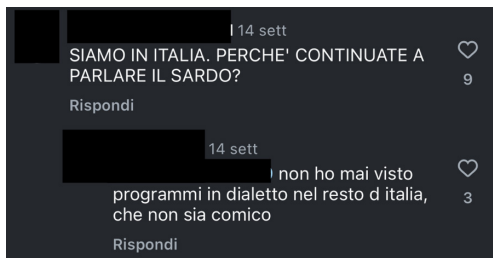 14 sett
SIAMO IN ITALIA. PERCHE' CONTINUATE A
PARLARE IL SARDO?
9
Rispondi
14 sett
non ho mai visto
programmi in dialetto nel resto d italia,
che non sia comico
3
Rispondi